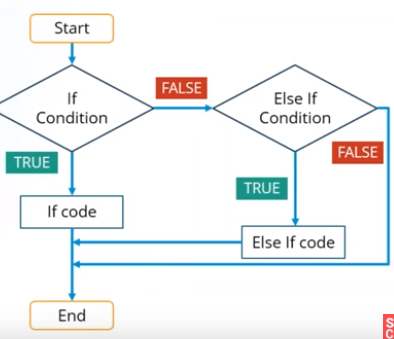 Start
If
Condition
FALSE
Else If
Condition
TRUE
FALSE
TRUE
If code
Else If code
End
S
C